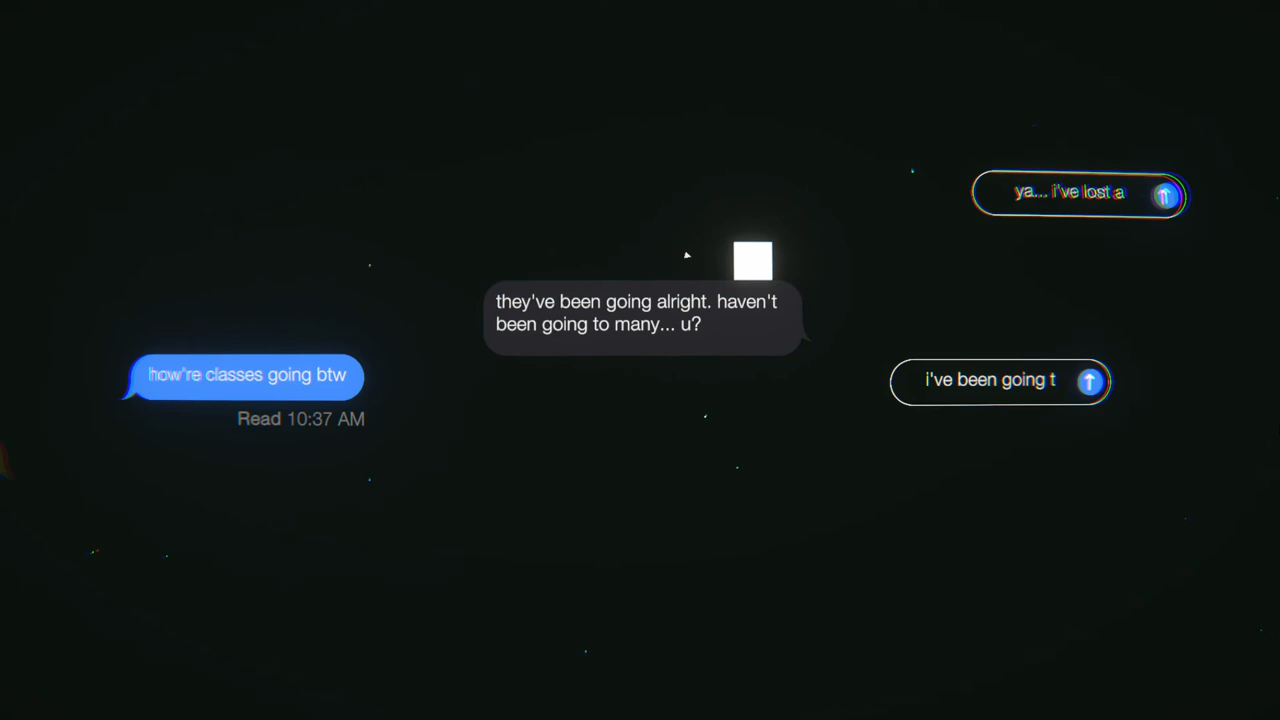 ya... i've lost a
they've been going alright. haven't
been going to many... u?
how're classes going btw
Read 10:37 AM
i've been going t